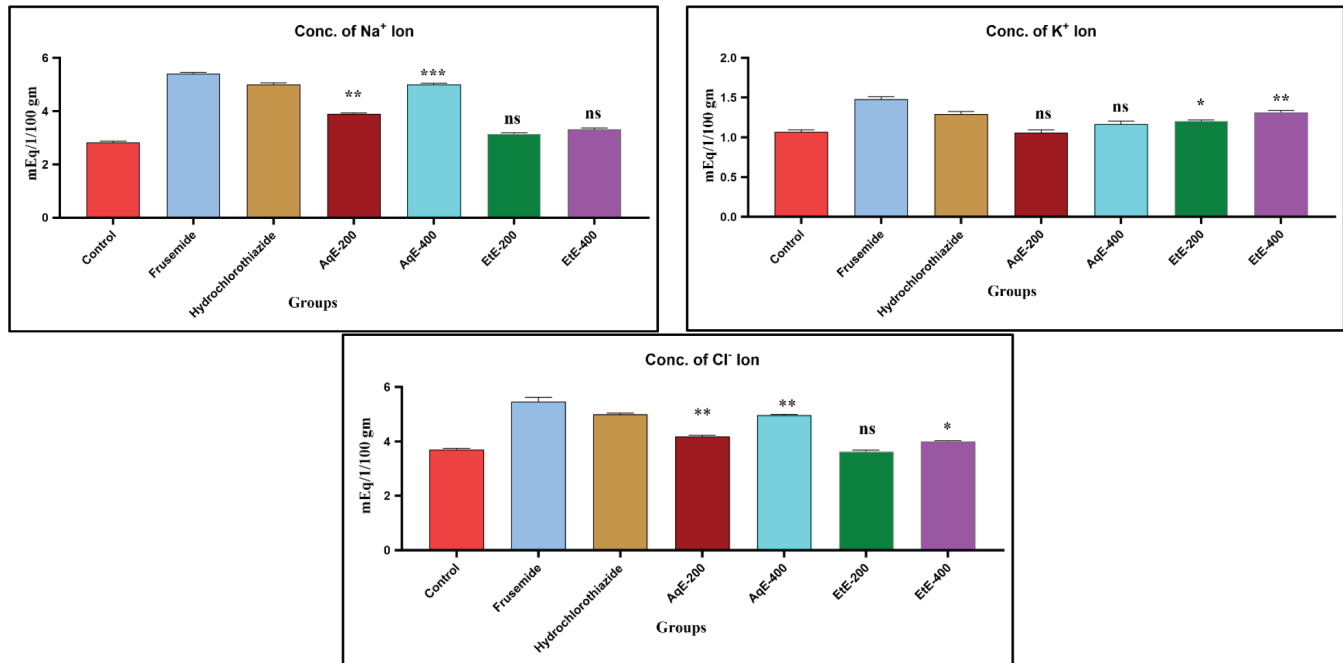 Conc. of Na⁺ Ion
mEq/1/100 gm
6
4
2
0
** *** ns ns
Control Frusemide Hydrochlorothiazide AqE-200 AqE-400 EtE-200 EtE-400
Groups
Conc. of K⁺ Ion
mEq/1/100 gm
2.0
1.5
1.0
0.5
0.0
ns ns * **
Control Frusemide Hydrochlorothiazide AqE-200 AqE-400 EtE-200 EtE-400
Groups
Conc. of Cl⁻ Ion
mEq/1/100 gm
6
4
2
0
** ** ns *
Control Frusemide Hydrochlorothiazide AqE-200 AqE-400 EtE-200 EtE-400
Groups